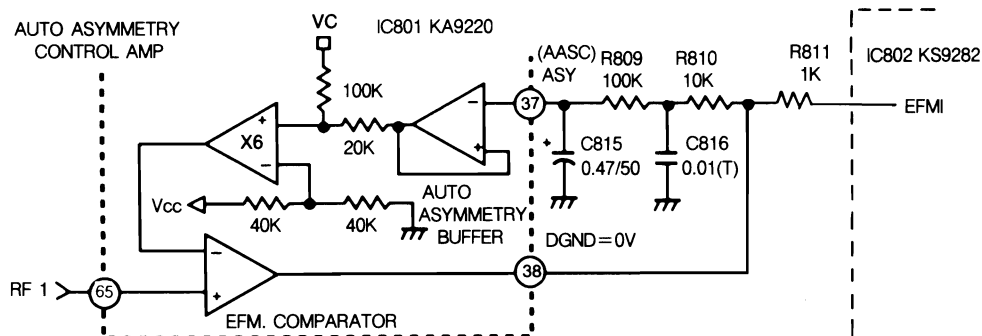 AUTO ASYMMETRY
CONTROL AMP
VC
IC801 KA9220
(AASC)
ASY
R809
100K
R810
10K
R811
1K
IC802 KS9282
100K
37
EFMI
+
X6
−
20K
−
+
+
C815
0.47/50
C816
0.01(T)
Vcc
40K
40K
AUTO
ASYMMETRY
BUFFER
DGND=0V
−
+
38
RF 1
65
EFM. COMPARATOR